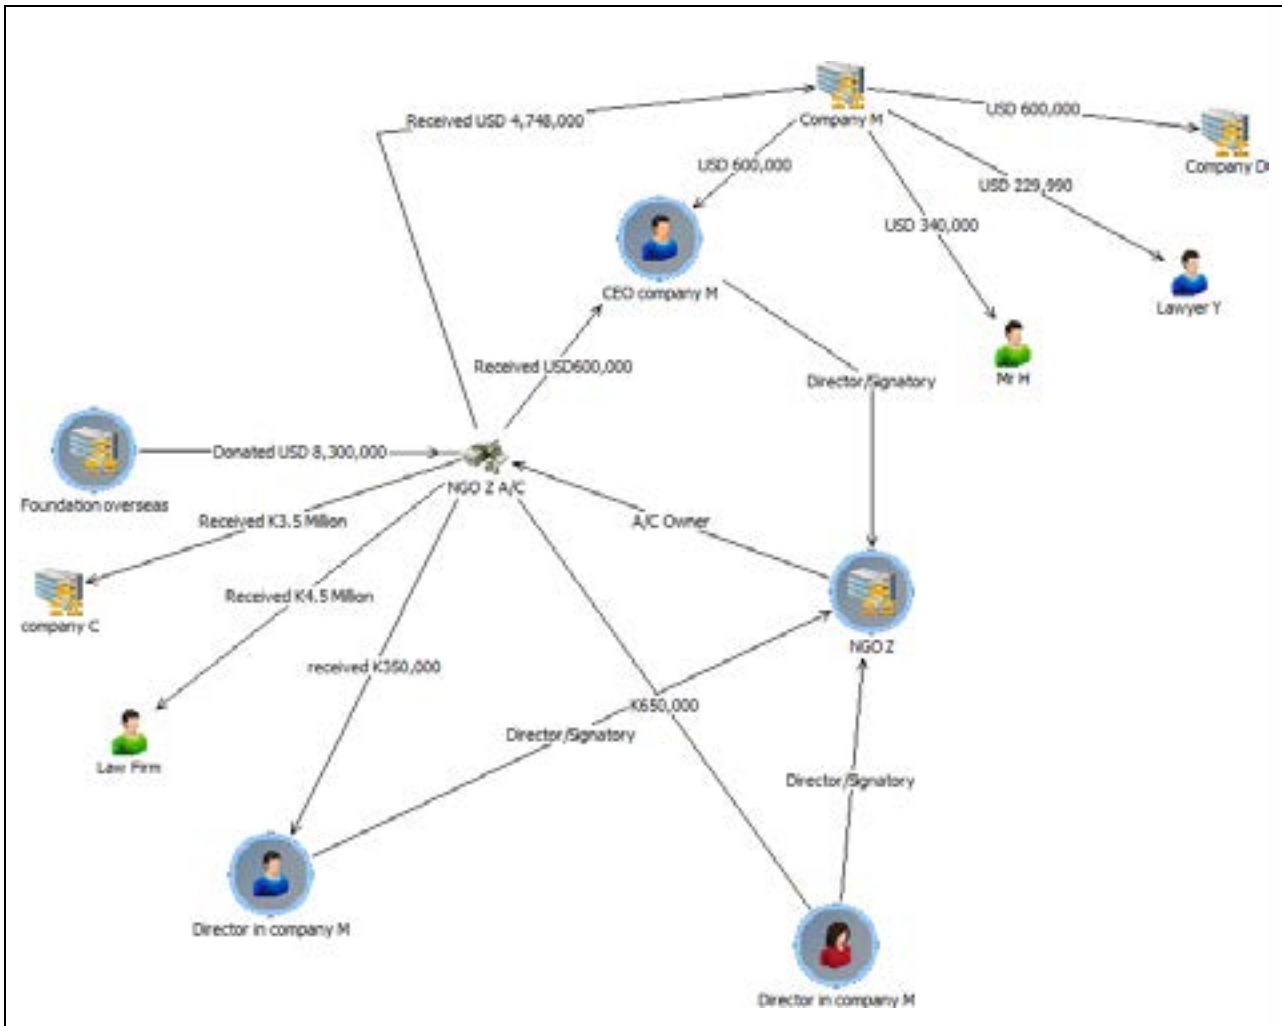 Received USD 4,748,000
Company M
USD 600,000
Company D
USD 600,000
USD 229,990
USD 340,000
CEO company M
Lawyer Y
Received USD600,000
Director/Signatory
Mr H
Donated USD 8,300,000
Foundation overseas
NGO Z A/C
Received K3.5 Million
A/C Owner
Received K4.5 Million
company C
NGO Z
received K350,000
K650,000
Director/Signatory
Law Firm
Director/Signatory
Director in company M
Director in company M